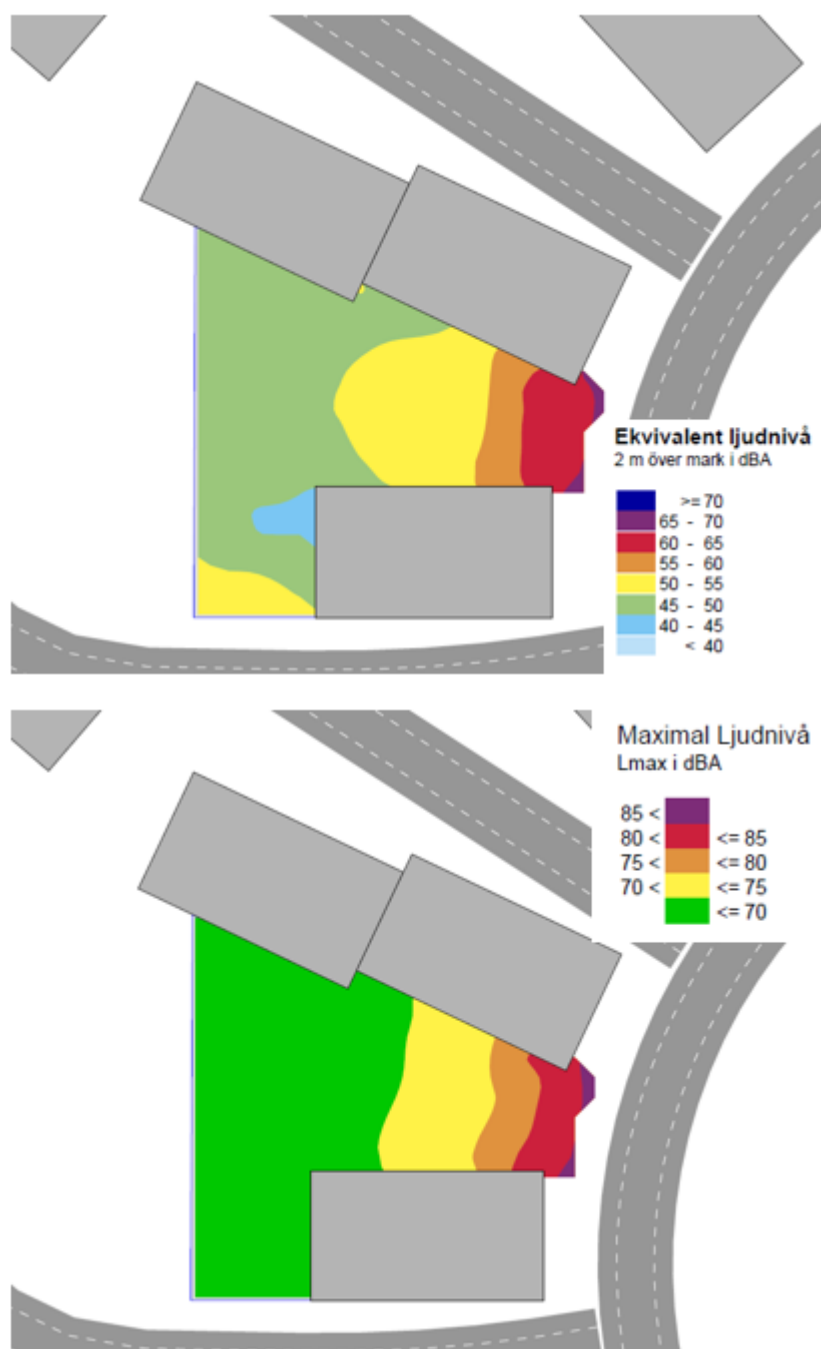 Ekvivalent ljudnivå
2 m över mark i dBA
>= 70
65 - 70
60 - 65
55 - 60
50 - 55
45 - 50
40 - 45
< 40
Maximal Ljudnivå
Lmax i dBA
85 <
80 < <= 85
75 < <= 80
70 < <= 75
<= 70